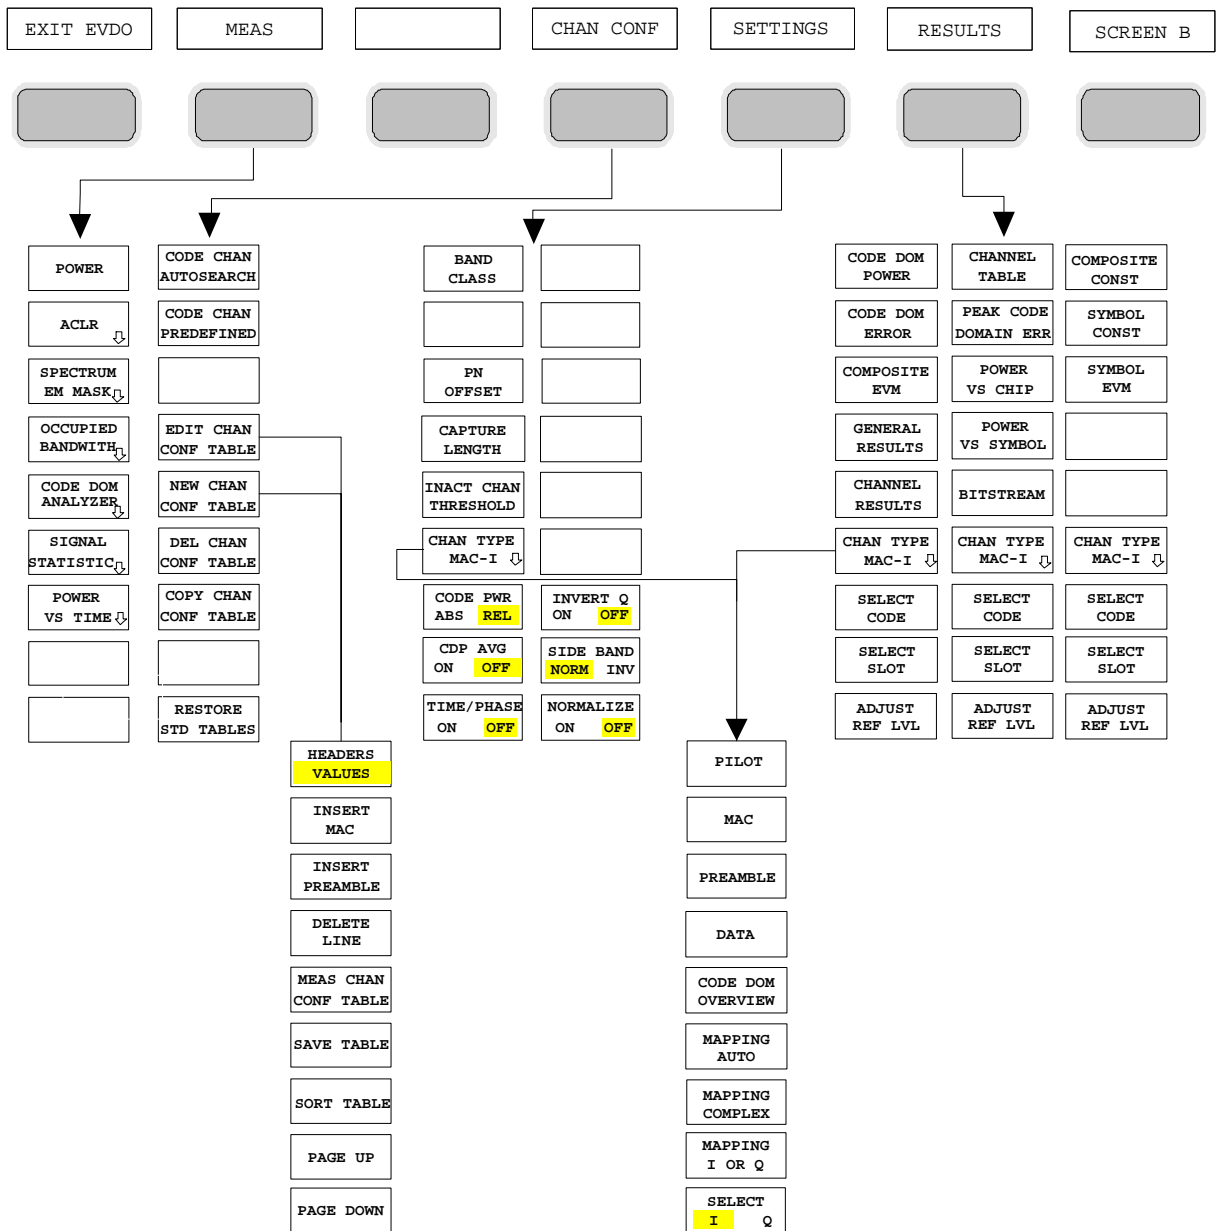 EXIT EVDO
MEAS
CHAN CONF
SETTINGS
RESULTS
SCREEN B
POWER
ACLR
SPECTRUM
EM MASK
OCCUPIED
BANDWITH
CODE DOM
ANALYZER
SIGNAL
STATISTIC
POWER
VS TIME
CODE CHAN
AUTOSEARCH
CODE CHAN
PREDEFINED
EDIT CHAN
CONF TABLE
NEW CHAN
CONF TABLE
DEL CHAN
CONF TABLE
COPY CHAN
CONF TABLE
RESTORE
STD TABLES
HEADERS
VALUES
INSERT
MAC
INSERT
PREAMBLE
DELETE
LINE
MEAS CHAN
CONF TABLE
SAVE TABLE
SORT TABLE
PAGE UP
PAGE DOWN
BAND
CLASS
PN
OFFSET
CAPTURE
LENGTH
INACT CHAN
THRESHOLD
CHAN TYPE
MAC-I
CODE PWR
ABS REL
CDP AVG
ON OFF
TIME/PHASE
ON OFF
INVERT Q
ON OFF
SIDE BAND
NORM INV
NORMALIZE
ON OFF
PILOT
MAC
PREAMBLE
DATA
CODE DOM
OVERVIEW
MAPPING
AUTO
MAPPING
COMPLEX
MAPPING
I OR Q
SELECT
I Q
CODE DOM
POWER
CODE DOM
ERROR
COMPOSITE
EVM
GENERAL
RESULTS
CHANNEL
RESULTS
CHAN TYPE
MAC-I
SELECT
CODE
SELECT
SLOT
ADJUST
REF LVL
CHANNEL
TABLE
PEAK CODE
DOMAIN ERR
POWER
VS CHIP
POWER
VS SYMBOL
BITSTREAM
CHAN TYPE
MAC-I
SELECT
CODE
SELECT
SLOT
ADJUST
REF LVL
COMPOSITE
CONST
SYMBOL
CONST
SYMBOL
EVM
CHAN TYPE
MAC-I
SELECT
CODE
SELECT
SLOT
ADJUST
REF LVL